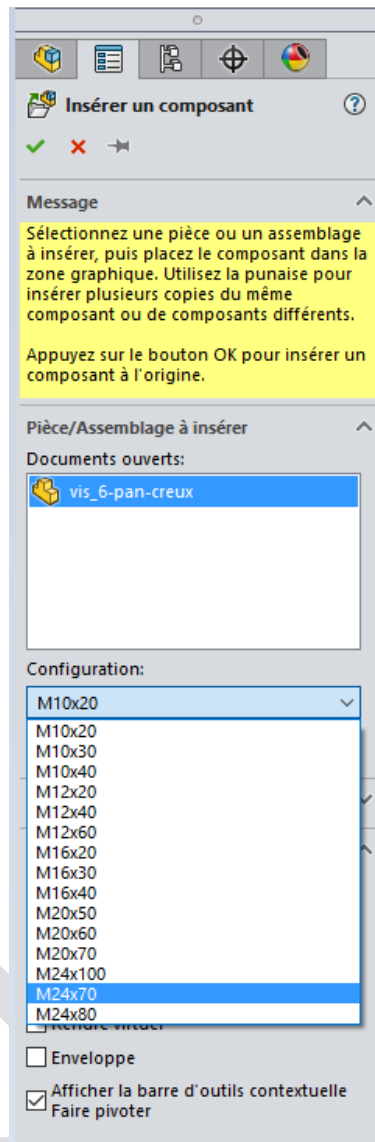 Insérer un composant
Message
Sélectionnez une pièce ou un assemblage
à insérer, puis placez le composant dans la
zone graphique. Utilisez la punaise pour
insérer plusieurs copies du même
composant ou de composants différents.
Appuyez sur le bouton OK pour insérer un
composant à l'origine.
Pièce/Assemblage à insérer
Documents ouverts:
vis_6-pan-creux
Configuration:
M10x20
M10x20
M10x30
M10x40
M12x20
M12x40
M12x60
M16x20
M16x30
M16x40
M20x50
M20x60
M20x70
M24x100
M24x70
M24x80
Enveloppe
Afficher la barre d'outils contextuelle
Faire pivoter